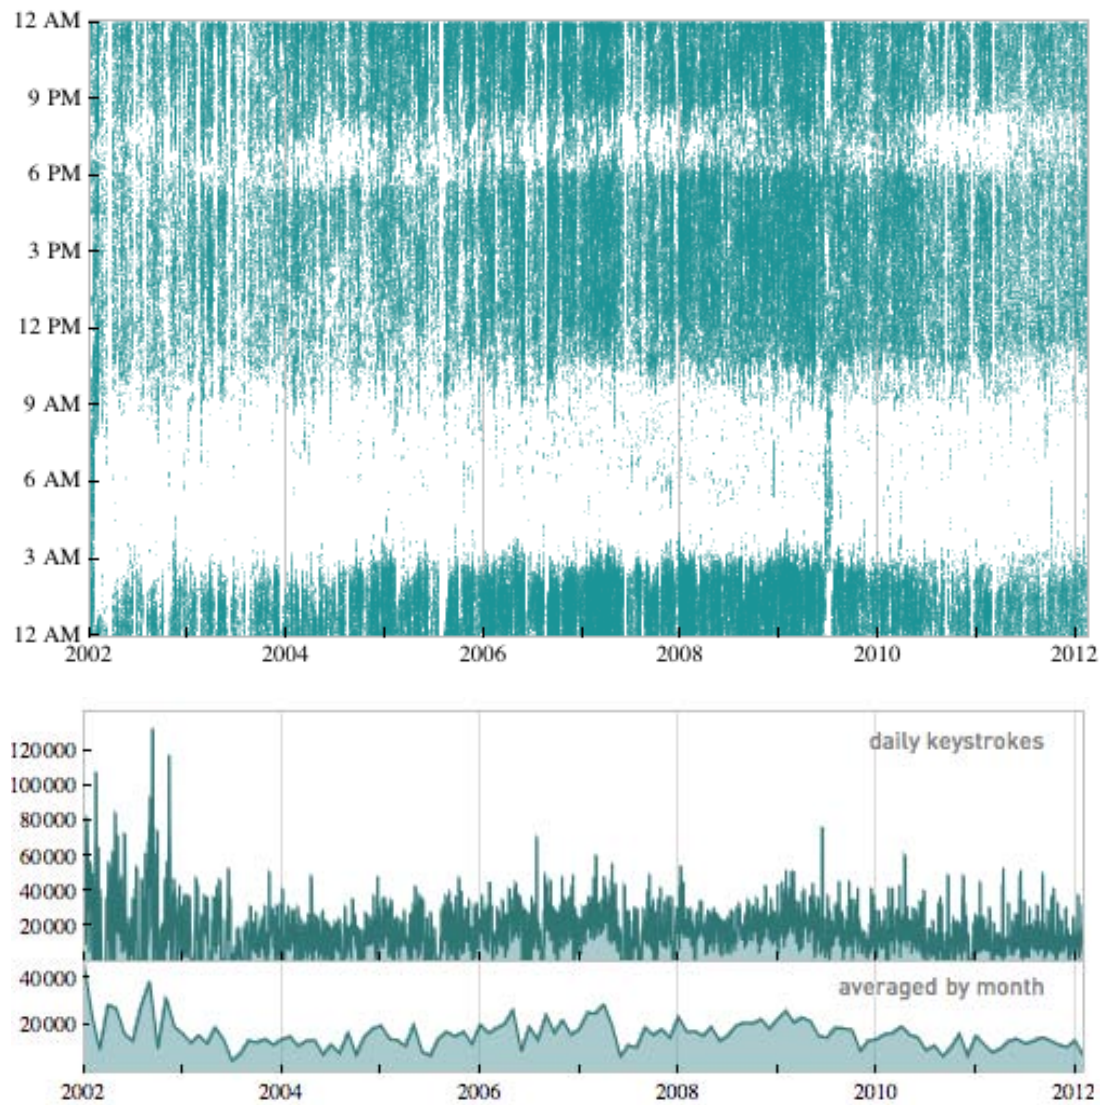 12 AM
9 PM
6 PM
3 PM
12 PM
9 AM
6 AM
3 AM
12 AM
2002 2004 2006 2008 2010 2012
daily keystrokes
120000
100000
80000
60000
40000
20000
averaged by month
40000
20000
2002 2004 2006 2008 2010 2012